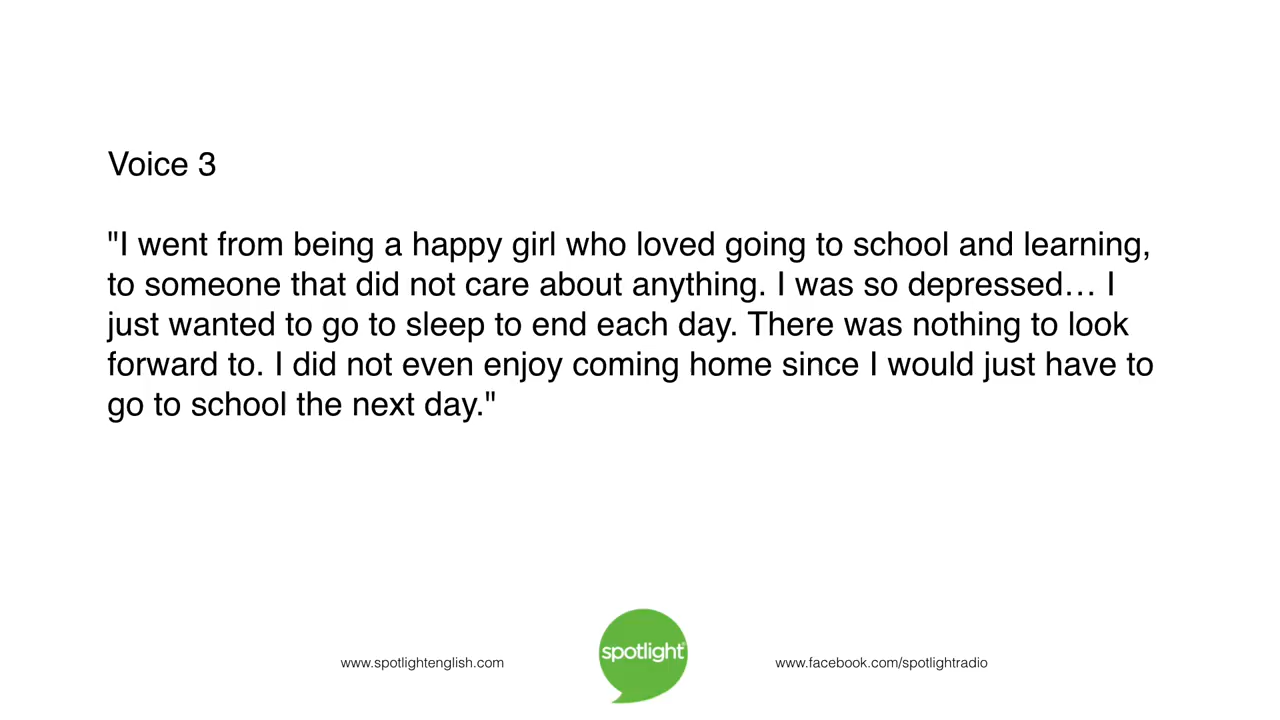 Voice 3
"I went from being a happy girl who loved going to school and learning,
to someone that did not care about anything. I was so depressed… I
just wanted to go to sleep to end each day. There was nothing to look
forward to. I did not even enjoy coming home since I would just have to
go to school the next day."
www.spotlightenglish.com
spotlight®
www.facebook.com/spotlightradio